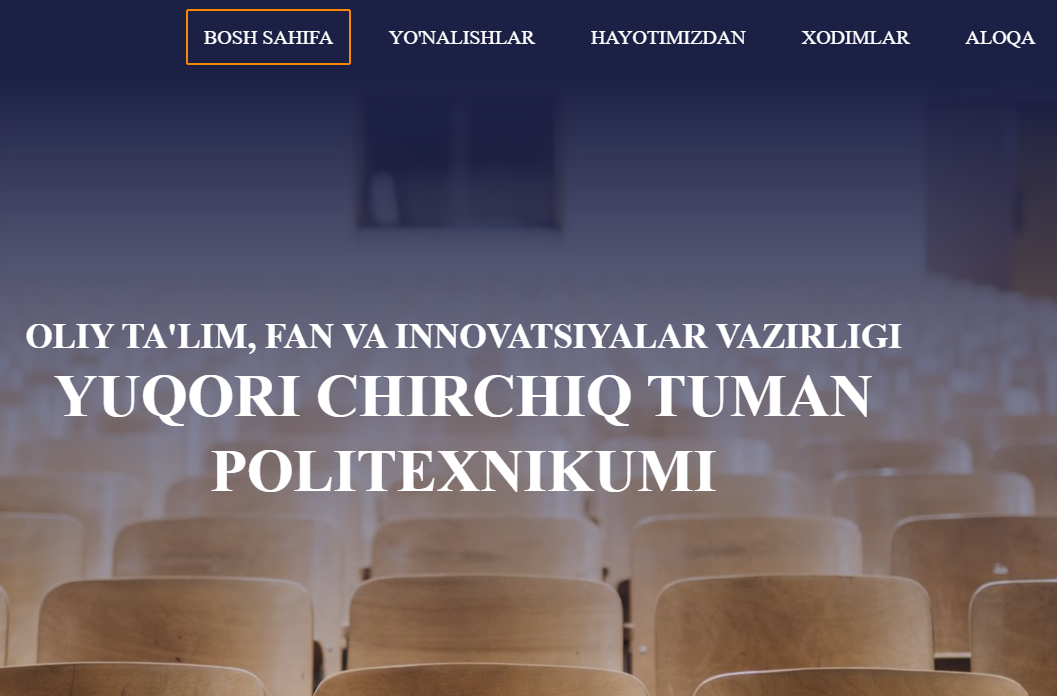 BOSH SAHIFA YO'NALISHLAR HAYOTIMIZDAN XODIMLAR ALOQA
OLIY TA'LIM, FAN VA INNOVATSIYALAR VAZIRLIGI
YUQORI CHIRCHIQ TUMAN
POLITEXNIKUMI